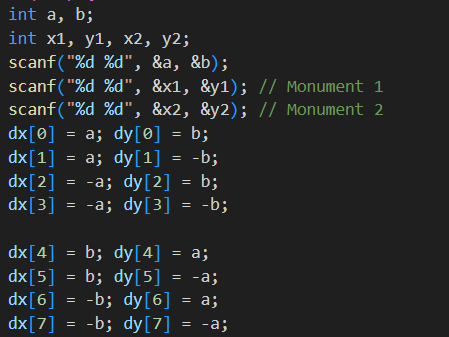 int a, b;
int x1, y1, x2, y2;
scanf("%d %d", &a, &b);
scanf("%d %d", &x1, &y1); // Monument 1
scanf("%d %d", &x2, &y2); // Monument 2
dx[0] = a; dy[0] = b;
dx[1] = a; dy[1] = -b;
dx[2] = -a; dy[2] = b;
dx[3] = -a; dy[3] = -b;
dx[4] = b; dy[4] = a;
dx[5] = b; dy[5] = -a;
dx[6] = -b; dy[6] = a;
dx[7] = -b; dy[7] = -a;